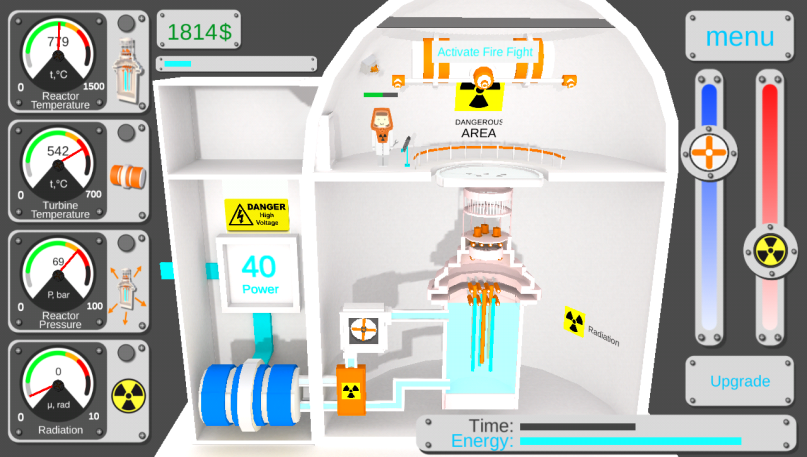 779
t,°C
0 1500
Reactor
Temperature
542
t,°C
0 700
Turbine
Temperature
69
P, bar
0 100
Reactor
Pressure
0
μ, rad
0 10
Radiation
1814$
Activate Fire Fight
DANGEROUS
AREA
DANGER
High
Voltage
40
Power
Radiation
menu
Upgrade
Time:
Energy: